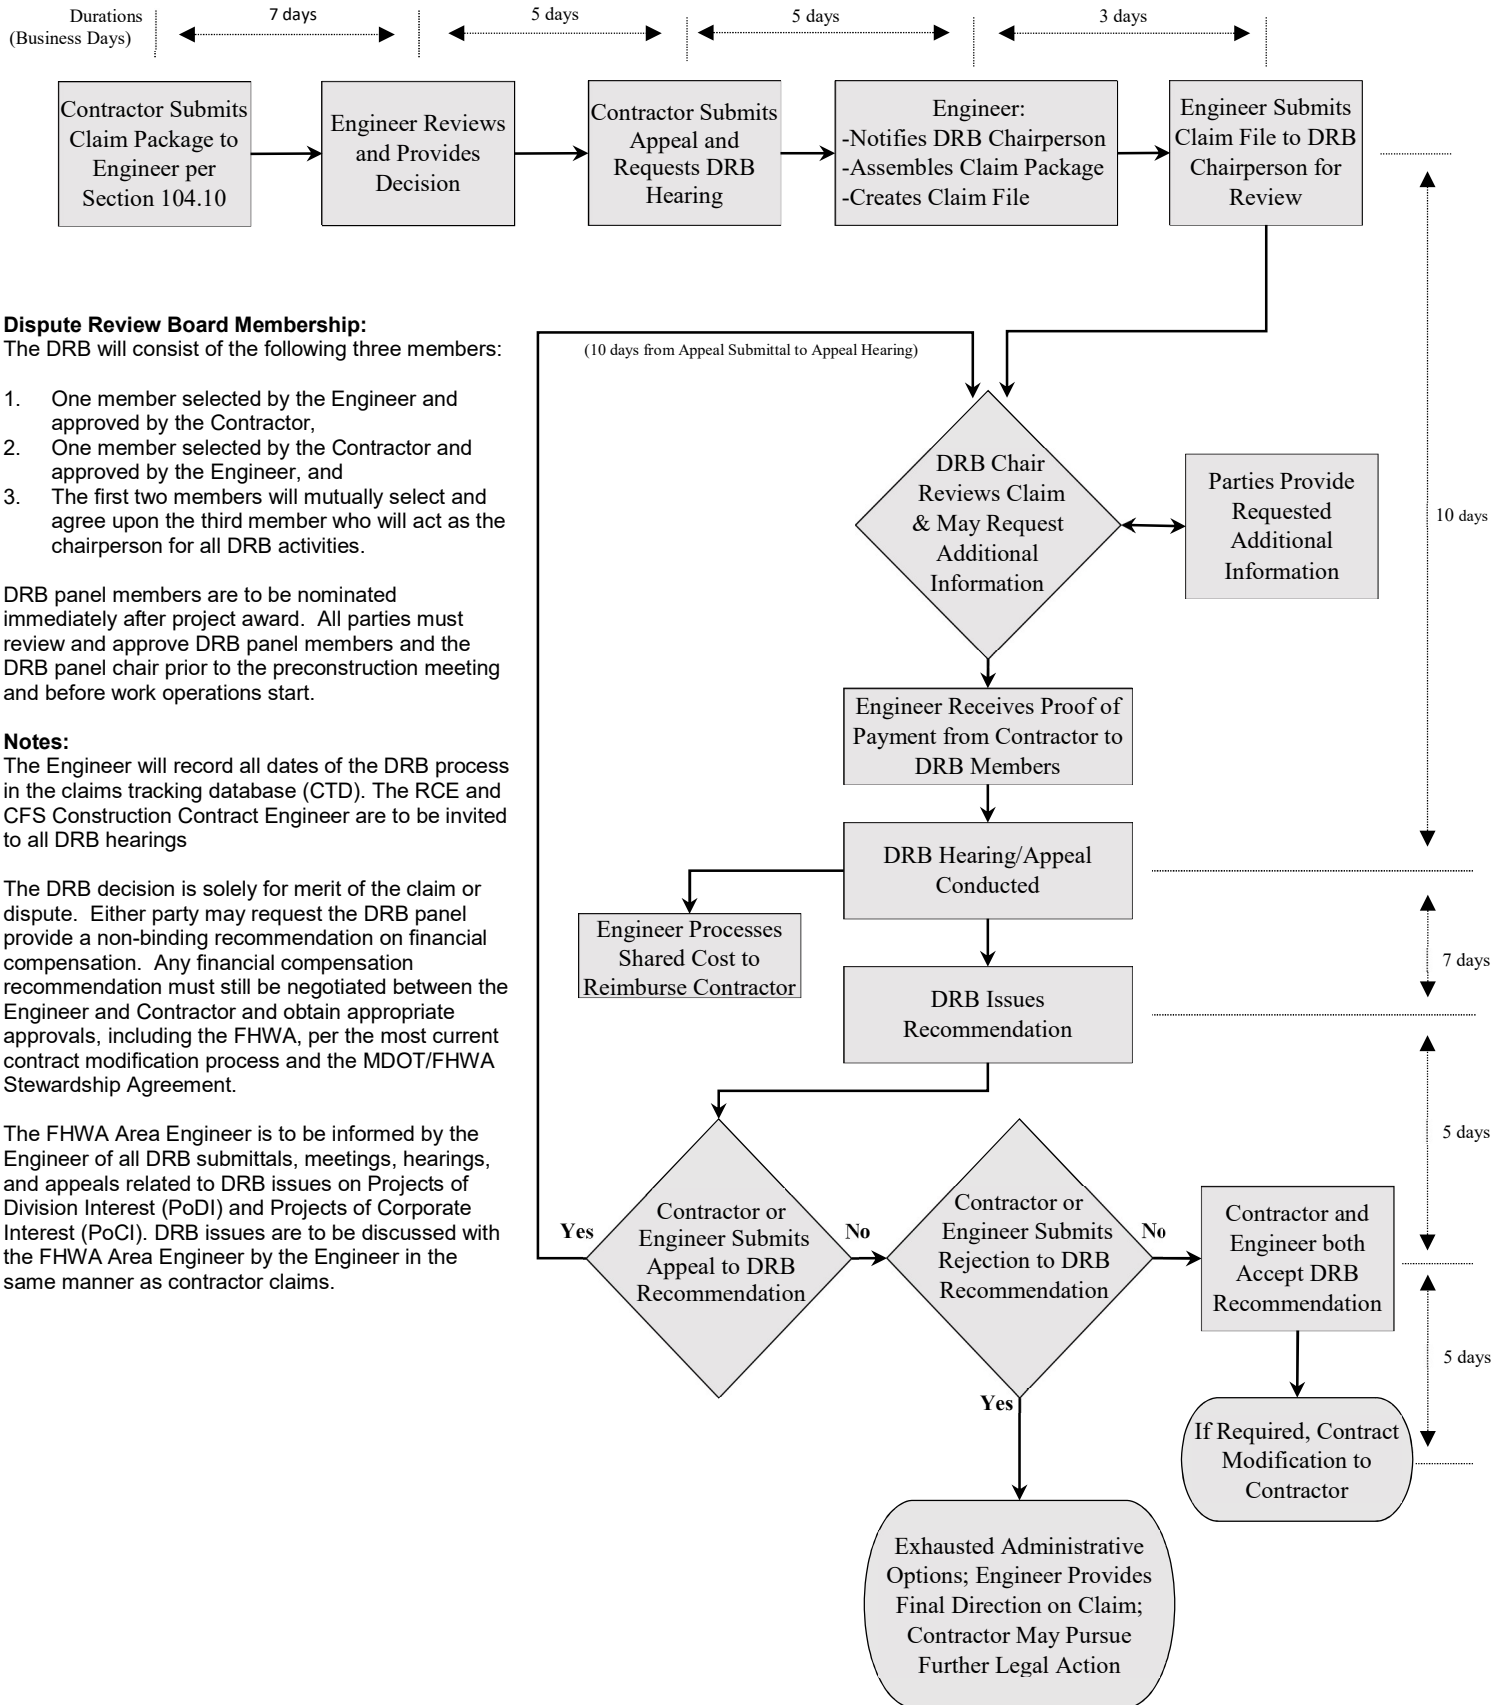 Durations
(Business Days)
7 days
5 days
5 days
3 days
Contractor Submits
Claim Package to
Engineer per
Section 104.10
Engineer Reviews
and Provides
Decision
Contractor Submits
Appeal and
Requests DRB
Hearing
Engineer:
-Notifies DRB Chairperson
-Assembles Claim Package
-Creates Claim File
Engineer Submits
Claim File to DRB
Chairperson for
Review
Dispute Review Board Membership:
The DRB will consist of the following three members:
1. One member selected by the Engineer and
approved by the Contractor,
2. One member selected by the Contractor and
approved by the Engineer, and
3. The first two members will mutually select and
agree upon the third member who will act as the
chairperson for all DRB activities.
DRB panel members are to be nominated
immediately after project award. All parties must
review and approve DRB panel members and the
DRB panel chair prior to the preconstruction meeting
and before work operations start.
Notes:
The Engineer will record all dates of the DRB process
in the claims tracking database (CTD). The RCE and
CFS Construction Contract Engineer are to be invited
to all DRB hearings
The DRB decision is solely for merit of the claim or
dispute. Either party may request the DRB panel
provide a non-binding recommendation on financial
compensation. Any financial compensation
recommendation must still be negotiated between the
Engineer and Contractor and obtain appropriate
approvals, including the FHWA, per the most current
contract modification process and the MDOT/FHWA
Stewardship Agreement.
The FHWA Area Engineer is to be informed by the
Engineer of all DRB submittals, meetings, hearings,
and appeals related to DRB issues on Projects of
Division Interest (PoDI) and Projects of Corporate
Interest (PoCI). DRB issues are to be discussed with
the FHWA Area Engineer by the Engineer in the
same manner as contractor claims.
(10 days from Appeal Submittal to Appeal Hearing)
DRB Chair
Reviews Claim
& May Request
Additional
Information
Parties Provide
Requested
Additional
Information
10 days
Engineer Receives Proof of
Payment from Contractor to
DRB Members
DRB Hearing/Appeal
Conducted
Engineer Processes
Shared Cost to
Reimburse Contractor
7 days
DRB Issues
Recommendation
5 days
Contractor or
Engineer Submits
Appeal to DRB
Recommendation
Yes
No
Contractor or
Engineer Submits
Rejection to DRB
Recommendation
No
Yes
Contractor and
Engineer both
Accept DRB
Recommendation
5 days
If Required, Contract
Modification to
Contractor
Exhausted Administrative
Options; Engineer Provides
Final Direction on Claim;
Contractor May Pursue
Further Legal Action